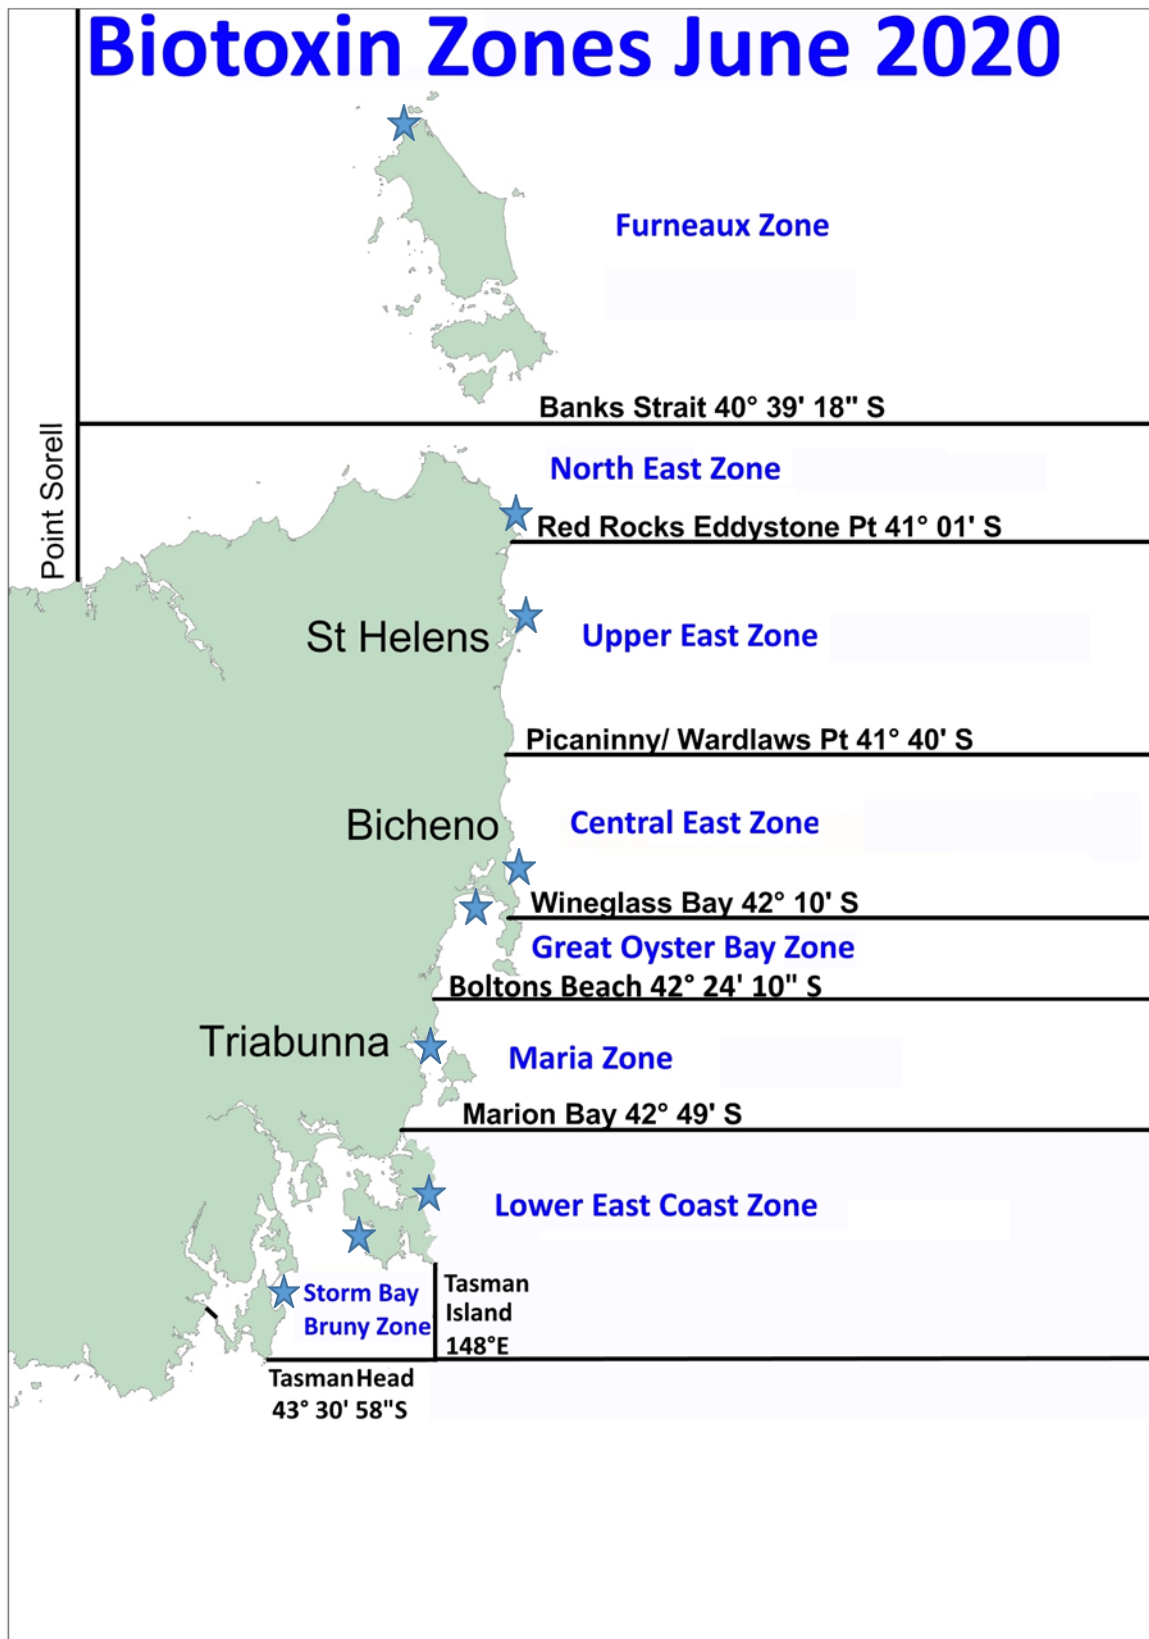 Biotoxin Zones June 2020
Furneaux Zone
Banks Strait 40° 39' 18" S
Point Sorell
North East Zone
Red Rocks Eddystone Pt 41° 01' S
St Helens
Upper East Zone
Picaninny/ Wardlaws Pt 41° 40' S
Bicheno
Central East Zone
Wineglass Bay 42° 10' S
Great Oyster Bay Zone
Boltons Beach 42° 24' 10" S
Triabunna
Maria Zone
Marion Bay 42° 49' S
Lower East Coast Zone
Storm Bay
Bruny Zone
Tasman
Island
148°E
Tasman Head
43° 30' 58"S